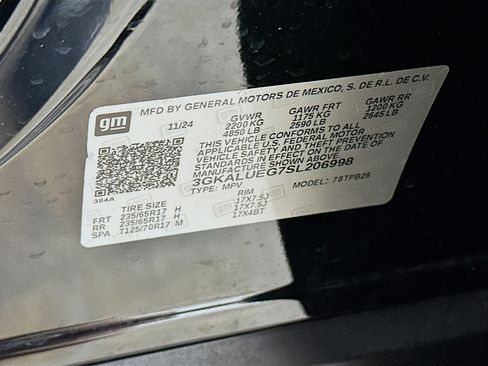 gm
MFD BY GENERAL MOTORS DE MEXICO, S. DE R.L. DE C.V.
11/24 GVWR GAWR FRT GAWR RR
2200 KG 1175 KG 1200 KG
4850 LB 2590 LB 2645 LB
THIS VEHICLE CONFORMS TO ALL
APPLICABLE U.S. FEDERAL MOTOR
VEHICLE SAFETY AND THEFT PREVENTION
STANDARDS IN EFFECT ON THE DATE OF
MANUFACTURE SHOWN ABOVE.
3GKALUEG7SL206998
TYPE: MPV MODEL: 78TPB26
384A
TIRE SIZE RIM
FRT 235/65R17 H 17X7.5J
RR 235/65R17 H 17X7.5J
SPA T125/70R17 M 17X4BT